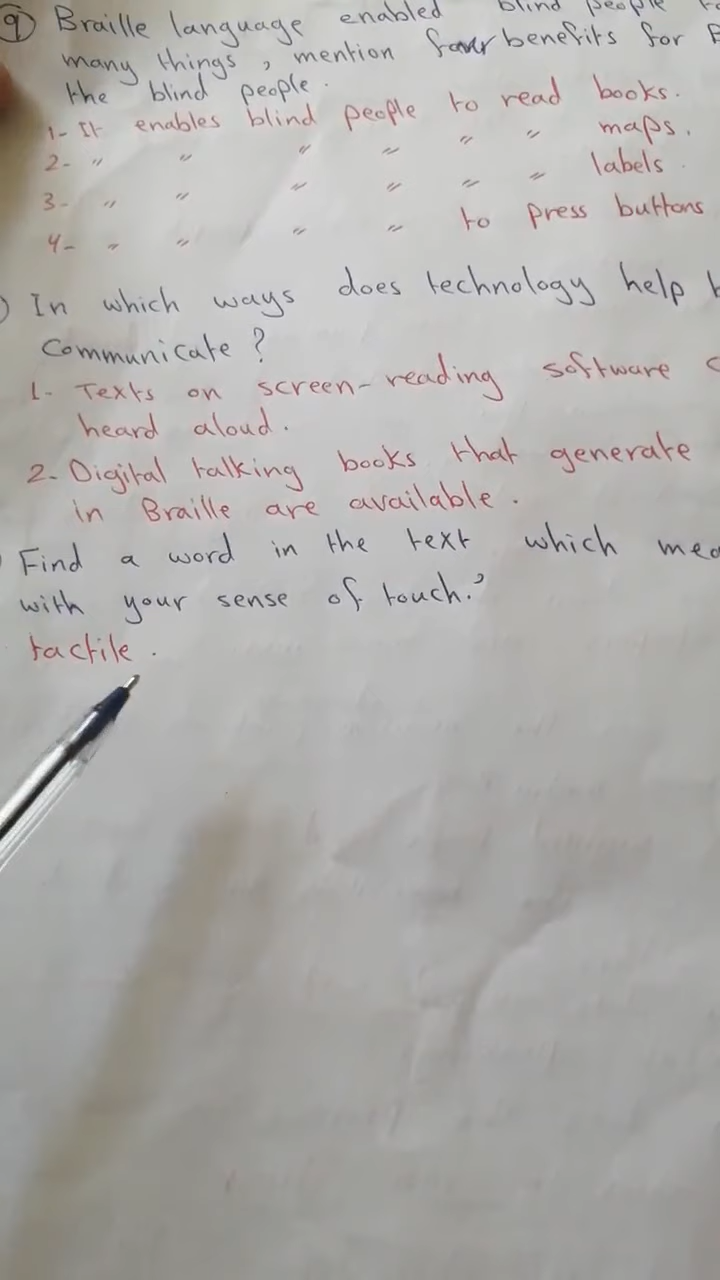 9 Braille language enabled blind people to
many things, mention four benefits for B
the blind people.
1- It enables blind people to read books.
2- " " " " " " maps.
3- " " " " " " labels.
4- " " " " to press buttons
In which ways does technology help b
communicate?
1- Texts on screen-reading software c
heard aloud.
2- Digital talking books that generate
in Braille are available.
Find a word in the text which mea
with your sense of touch.'
tactile.